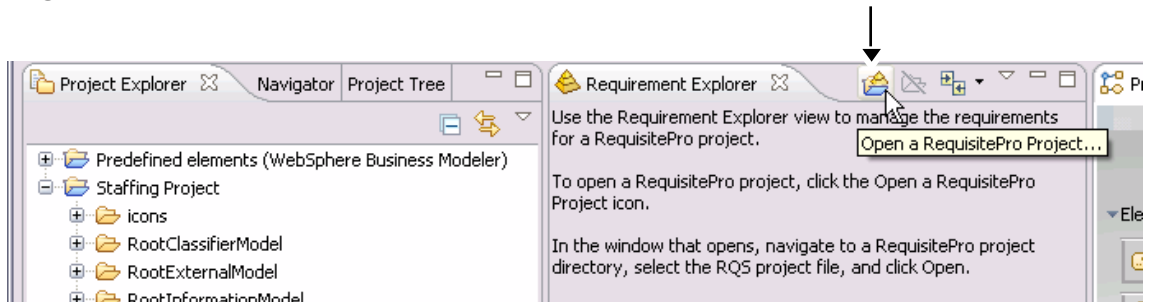 Project Explorer
Navigator
Project Tree
Predefined elements (WebSphere Business Modeler)
Staffing Project
icons
RootClassifierModel
RootExternalModel
RootInformationModel
Requirement Explorer
Open a RequisitePro Project...
Use the Requirement Explorer view to manage the requirements
for a RequisitePro project.
To open a RequisitePro project, click the Open a RequisitePro
Project icon.
In the window that opens, navigate to a RequisitePro project
directory, select the RQS project file, and click Open.
Pr
Ele